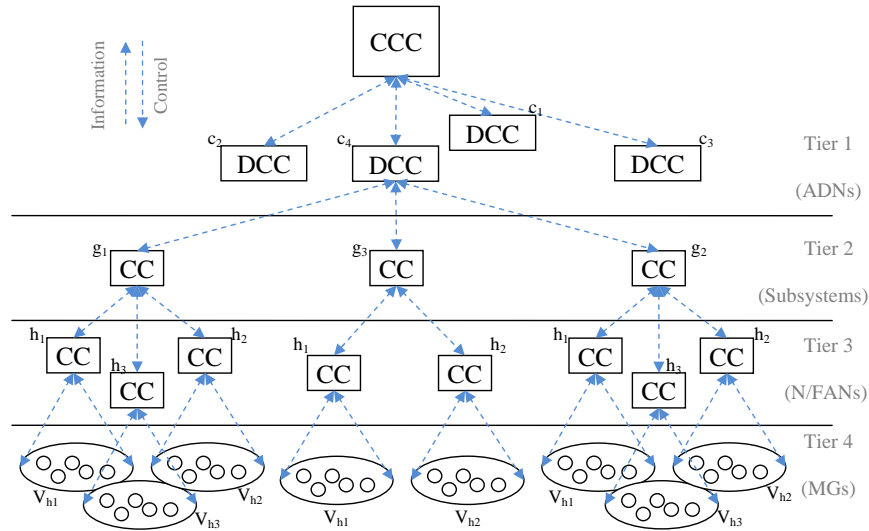 CCC
Information
Control
c1
c2
c4
c3
DCC
DCC
DCC
DCC
Tier 1
(ADNs)
g1
g3
g2
CC
CC
CC
Tier 2
(Subsystems)
h1
h2
h1
h2
h1
h2
CC
CC
CC
CC
CC
CC
h3
h3
CC
CC
Tier 3
(N/FANs)
Tier 4
(MGs)
Vh1
Vh2
Vh3
Vh1
Vh2
Vh1
Vh2
Vh3